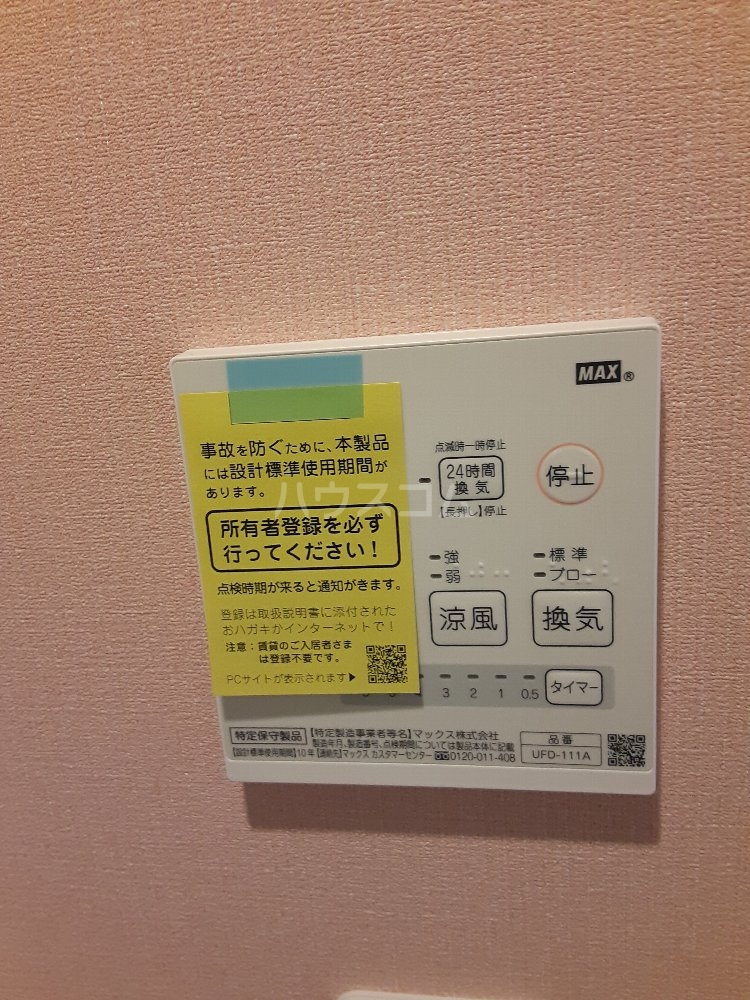 MAX®
事故を防ぐために、本製品
には設計標準使用期間が
あります。
所有者登録を必ず
行ってください！
点検時期が来ると通知がきます。
登録は取扱説明書に添付された
おハガキかインターネットで！
注意：賃貸のご入居者さま
は登録不要です。
PCサイトが表示されます▶
点滅時一時停止
24時間
換気
【長押し】停止
停止
強
弱
標準
ブロー
涼風
換気
3 2 1 0.5
タイマー
特定保守製品
【特定製造事業者等名】マックス株式会社
製造年月、製造番号、点検期間については製品本体に記載
【設計標準使用期間】10年【連絡先】マックス カスタマーセンター 0120-011-408
品番
UFD-111A
ハウスコム